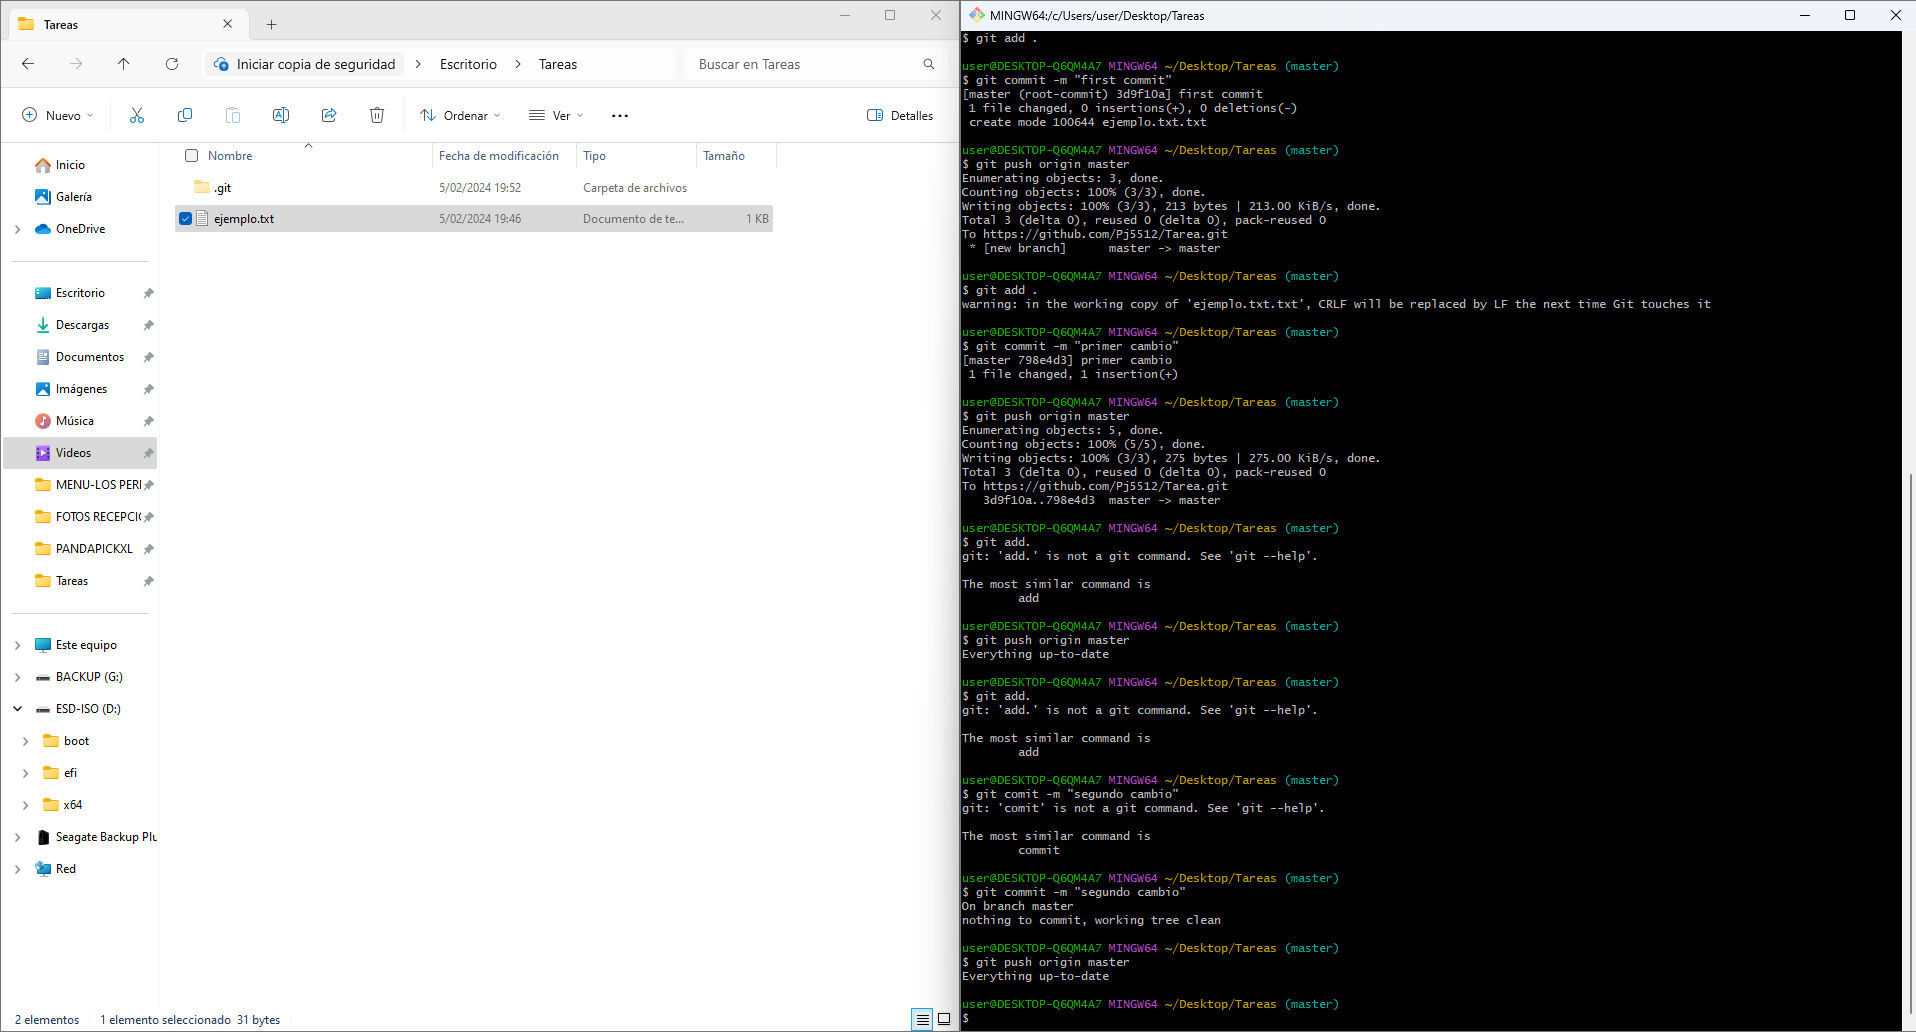 Tareas
Iniciar copia de seguridad
Escritorio
Tareas
Buscar en Tareas
Nuevo
Ordenar
Ver
Detalles
Inicio
Galería
OneDrive
Escritorio
Descargas
Documentos
Imágenes
Música
Videos
MENU-LOS PERI
FOTOS RECEPCI
PANDAPICKXL
Tareas
Este equipo
BACKUP (G:)
ESD-ISO (D:)
boot
efi
x64
Seagate Backup Plu
Red
Nombre Fecha de modificación Tipo Tamaño
.git 5/02/2024 19:52 Carpeta de archivos
ejemplo.txt 5/02/2024 19:46 Documento de te... 1 KB
2 elementos 1 elemento seleccionado 31 bytes
MINGW64:/c/Users/user/Desktop/Tareas
$ git add .
user@DESKTOP-Q6QM4A7 MINGW64 ~/Desktop/Tareas (master)
$ git commit -m "first commit"
[master (root-commit) 3d9f10a] first commit
1 file changed, 0 insertions(+), 0 deletions(-)
create mode 100644 ejemplo.txt.txt
user@DESKTOP-Q6QM4A7 MINGW64 ~/Desktop/Tareas (master)
$ git push origin master
Enumerating objects: 3, done.
Counting objects: 100% (3/3), done.
Writing objects: 100% (3/3), 213 bytes | 213.00 KiB/s, done.
Total 3 (delta 0), reused 0 (delta 0), pack-reused 0
To https://github.com/Pj5512/Tarea.git
* [new branch] master -> master
user@DESKTOP-Q6QM4A7 MINGW64 ~/Desktop/Tareas (master)
$ git add .
warning: in the working copy of 'ejemplo.txt.txt', CRLF will be replaced by LF the next time Git touches it
user@DESKTOP-Q6QM4A7 MINGW64 ~/Desktop/Tareas (master)
$ git commit -m "primer cambio"
[master 798e4d3] primer cambio
1 file changed, 1 insertion(+)
user@DESKTOP-Q6QM4A7 MINGW64 ~/Desktop/Tareas (master)
$ git push origin master
Enumerating objects: 5, done.
Counting objects: 100% (5/5), done.
Writing objects: 100% (3/3), 275 bytes | 275.00 KiB/s, done.
Total 3 (delta 0), reused 0 (delta 0), pack-reused 0
To https://github.com/Pj5512/Tarea.git
3d9f10a..798e4d3 master -> master
user@DESKTOP-Q6QM4A7 MINGW64 ~/Desktop/Tareas (master)
$ git add.
git: 'add.' is not a git command. See 'git --help'.
The most similar command is
add
user@DESKTOP-Q6QM4A7 MINGW64 ~/Desktop/Tareas (master)
$ git push origin master
Everything up-to-date
user@DESKTOP-Q6QM4A7 MINGW64 ~/Desktop/Tareas (master)
$ git add.
git: 'add.' is not a git command. See 'git --help'.
The most similar command is
add
user@DESKTOP-Q6QM4A7 MINGW64 ~/Desktop/Tareas (master)
$ git comit -m "segundo cambio"
git: 'comit' is not a git command. See 'git --help'.
The most similar command is
commit
user@DESKTOP-Q6QM4A7 MINGW64 ~/Desktop/Tareas (master)
$ git commit -m "segundo cambio"
On branch master
nothing to commit, working tree clean
user@DESKTOP-Q6QM4A7 MINGW64 ~/Desktop/Tareas (master)
$ git push origin master
Everything up-to-date
user@DESKTOP-Q6QM4A7 MINGW64 ~/Desktop/Tareas (master)
$